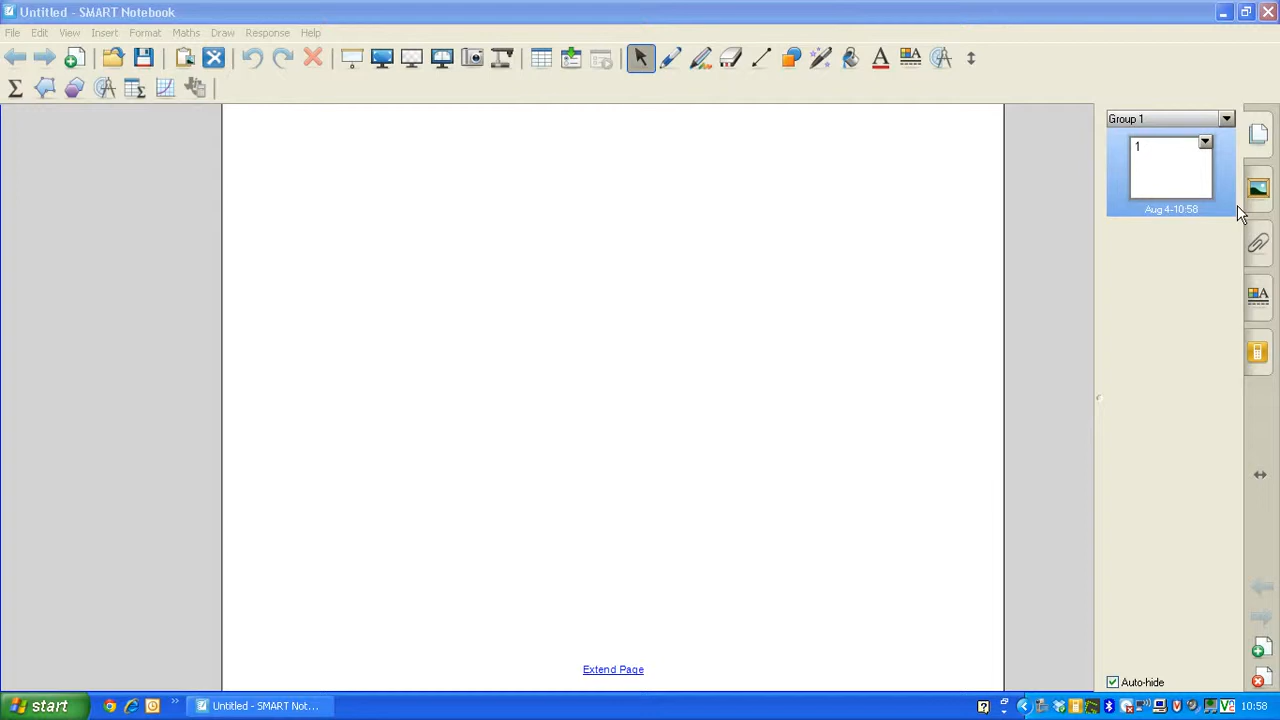 Untitled - SMART Notebook
File Edit View Insert Format Maths Draw Response Help
Group 1
1
Aug 4-10:58
Extend Page
Auto-hide
start
Untitled - SMART Not...
10:58